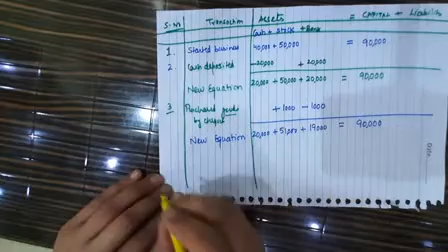 S.No Transaction Assets = CAPITAL + Liability
Cash + Stock + Bank
1. Started business 40,000 + 50,000 = 90,000
2 Cash deposited -20,000 + 20,000
New Equation 20,000 + 50,000 + 20,000 = 90,000
3 Purchased goods + 1000 - 1000
by cheque
New Equation 20,000 + 51,000 + 19,000 = 90,000
Date